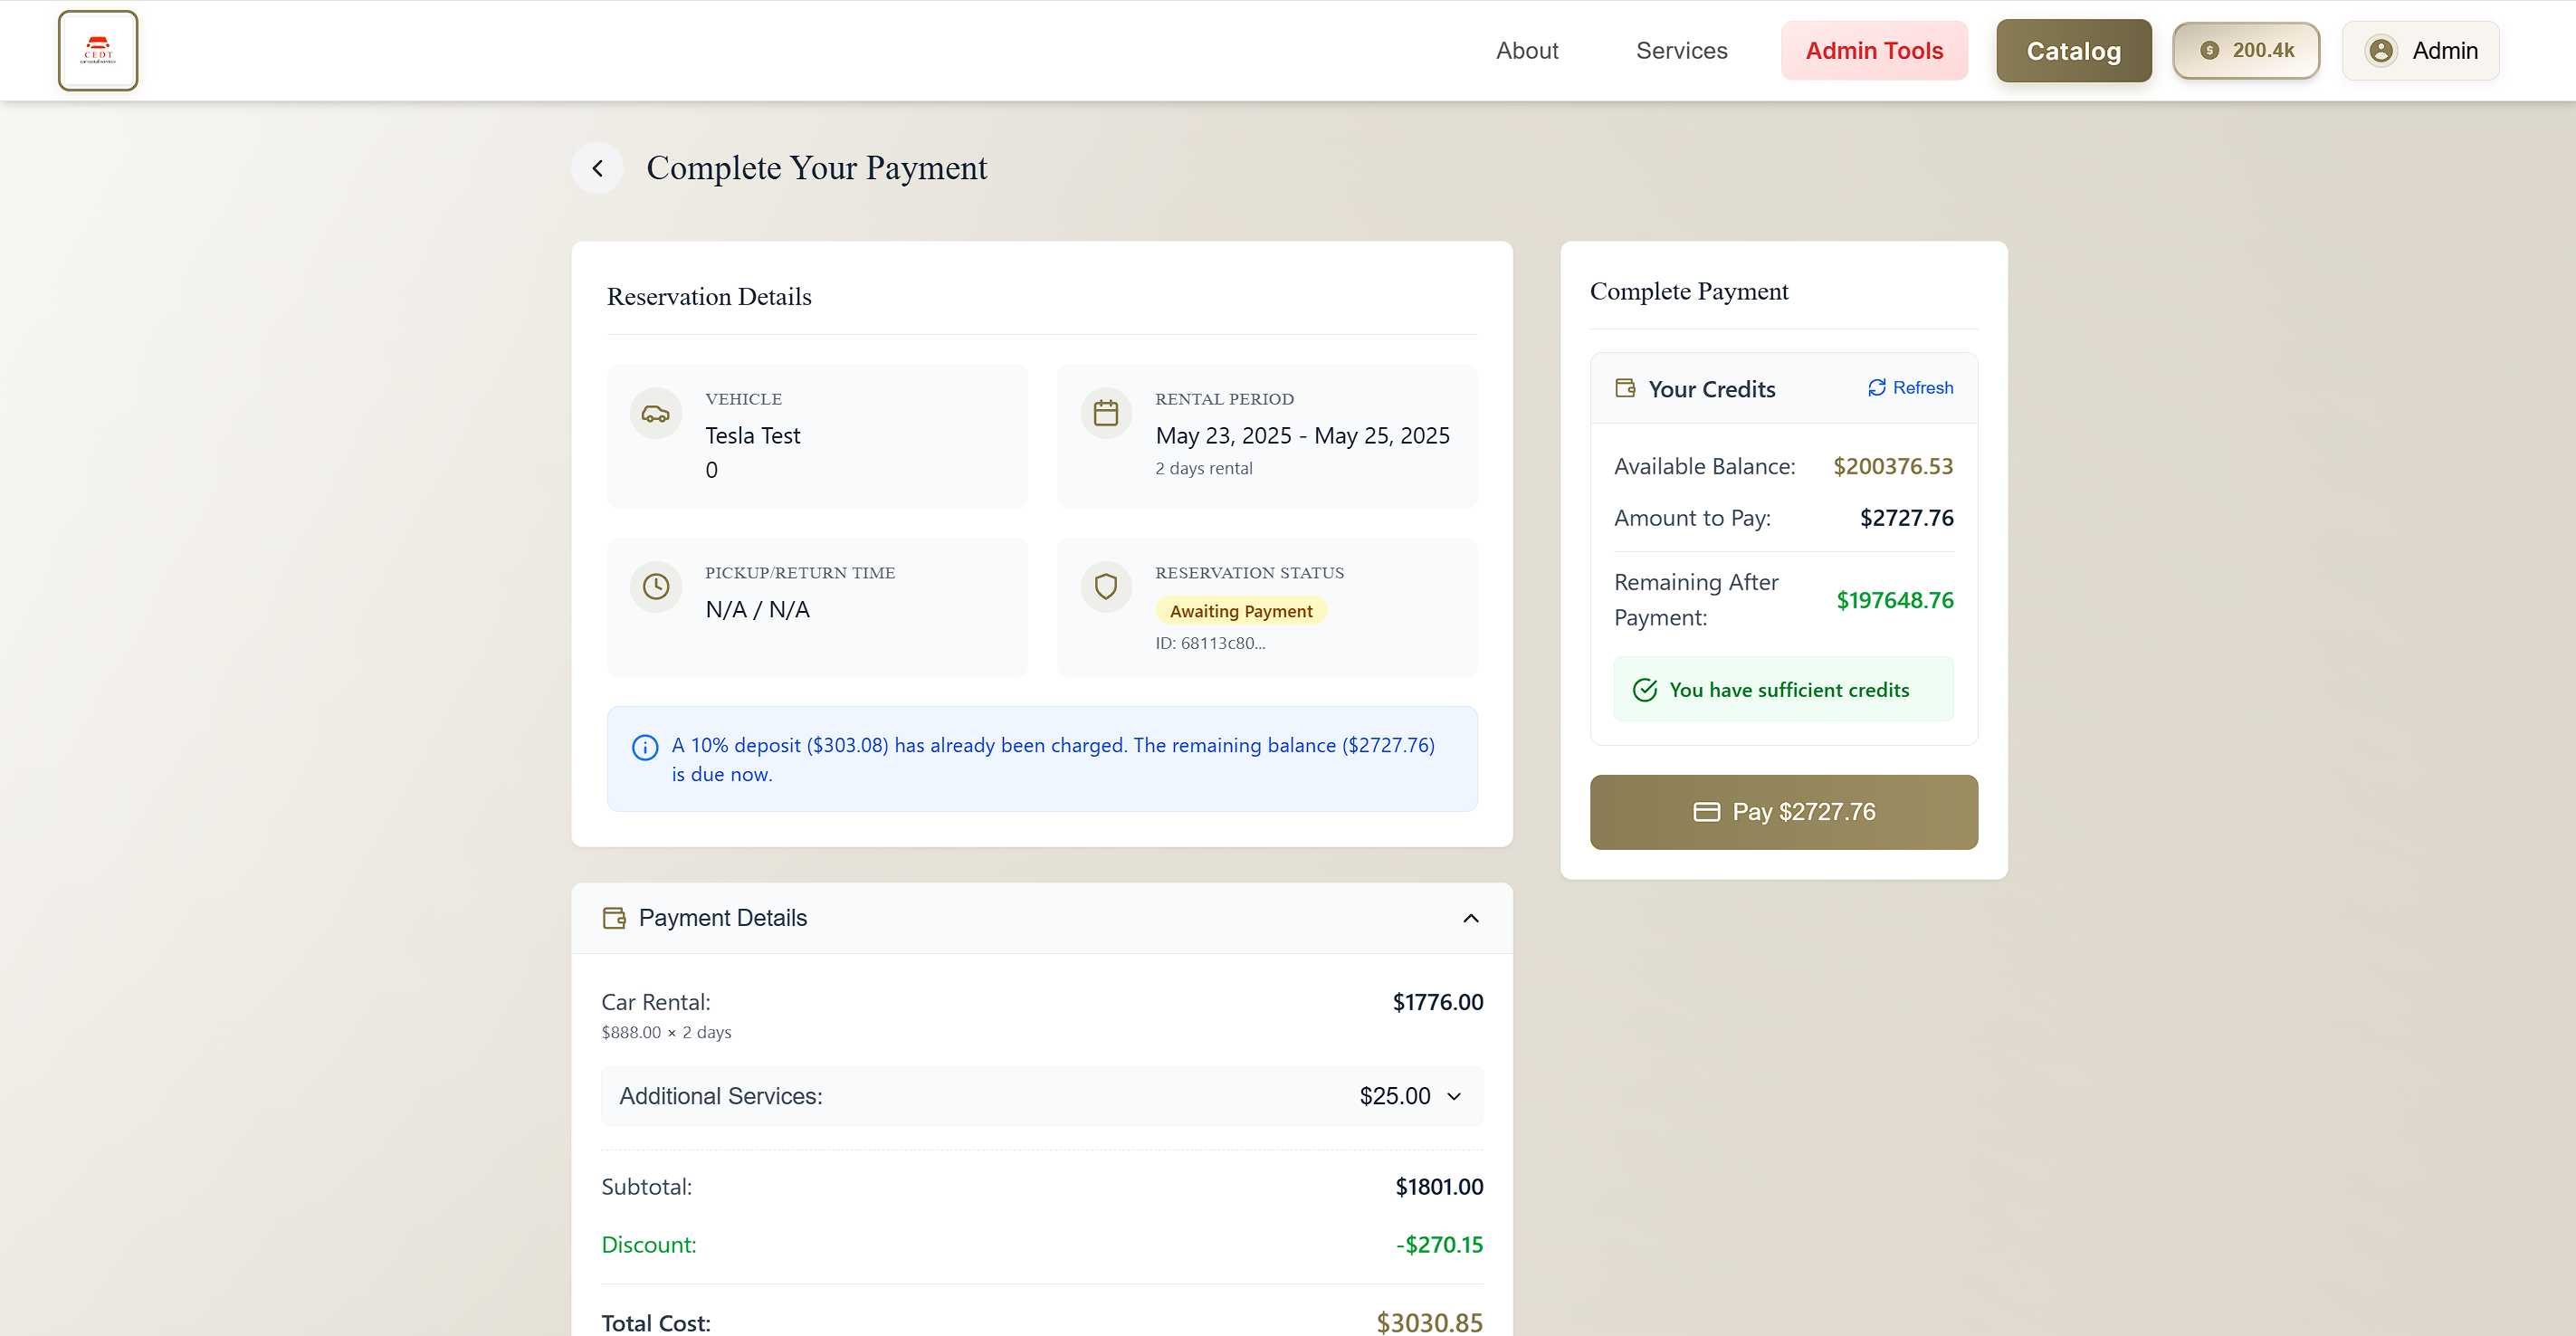 CEDT
About
Services
Admin Tools
Catalog
$ 200.4k
Admin
Complete Your Payment
Reservation Details
VEHICLE
Tesla Test
0
RENTAL PERIOD
May 23, 2025 - May 25, 2025
2 days rental
PICKUP/RETURN TIME
N/A / N/A
RESERVATION STATUS
Awaiting Payment
ID: 68113c80...
A 10% deposit ($303.08) has already been charged. The remaining balance ($2727.76)
is due now.
Complete Payment
Your Credits
Refresh
Available Balance: $200376.53
Amount to Pay: $2727.76
Remaining After
Payment:
$197648.76
You have sufficient credits
Pay $2727.76
Payment Details
Car Rental: $1776.00
$888.00 × 2 days
Additional Services: $25.00
Subtotal: $1801.00
Discount: -$270.15
Total Cost: $3030.85